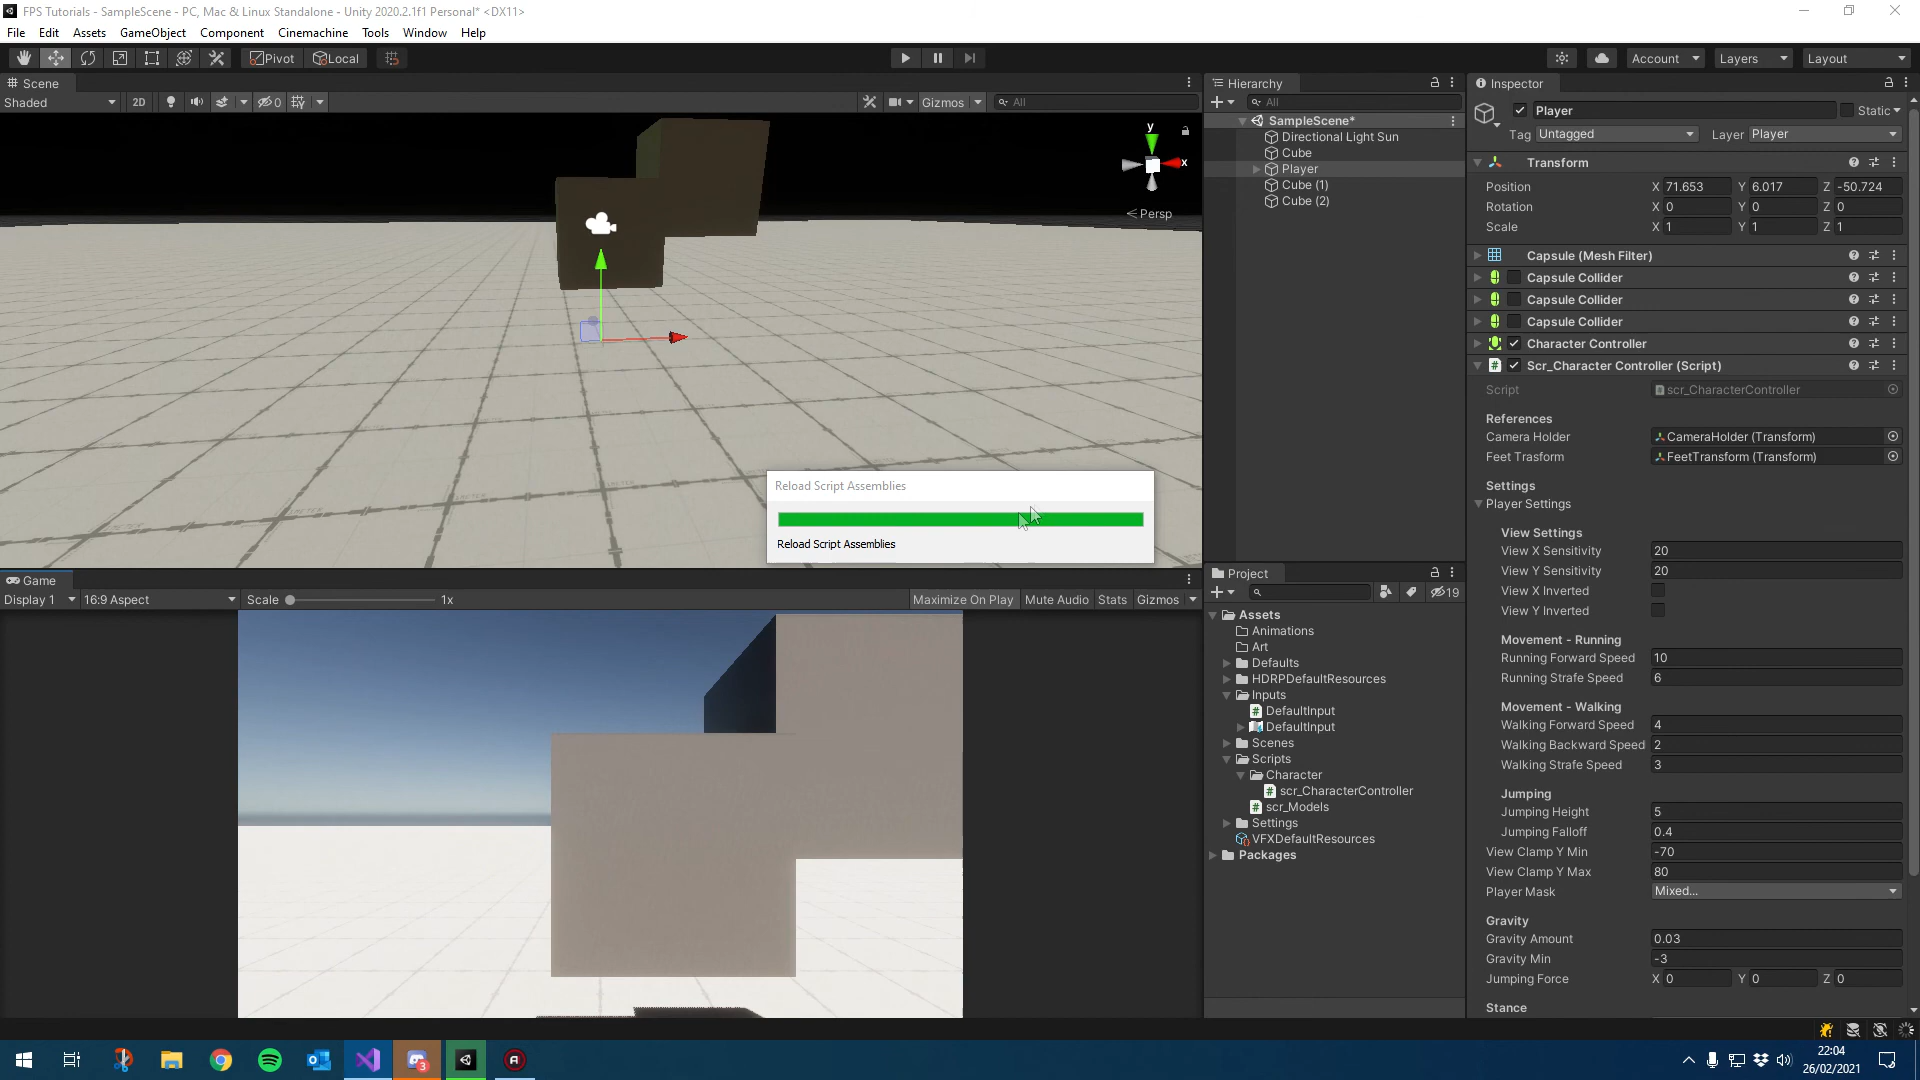 FPS Tutorials - SampleScene - PC, Mac & Linux Standalone - Unity 2020.2.1f1 Personal* <DX11>
File Edit Assets GameObject Component Cinemachine Tools Window Help
Pivot Local Account Layers Layout
Scene
Shaded 2D 0 Gizmos All
y
x
Persp
Reload Script Assemblies
Reload Script Assemblies
Game
Display 1 16:9 Aspect Scale 1x Maximize On Play Mute Audio Stats Gizmos
Hierarchy
All
SampleScene*
Directional Light Sun
Cube
Player
Cube (1)
Cube (2)
Project
19
Assets
Animations
Art
Defaults
HDRPDefaultResources
Inputs
DefaultInput
DefaultInput
Scenes
Scripts
Character
scr_CharacterController
scr_Models
Settings
VFXDefaultResources
Packages
Inspector
Player Static
Tag Untagged Layer Player
Transform
Position X 71.653 Y 6.017 Z -50.724
Rotation X 0 Y 0 Z 0
Scale X 1 Y 1 Z 1
Capsule (Mesh Filter)
Capsule Collider
Capsule Collider
Capsule Collider
Character Controller
# Scr_Character Controller (Script)
Script scr_CharacterController
References
Camera Holder CameraHolder (Transform)
Feet Trasform FeetTransform (Transform)
Settings
Player Settings
View Settings
View X Sensitivity 20
View Y Sensitivity 20
View X Inverted
View Y Inverted
Movement - Running
Running Forward Speed 10
Running Strafe Speed 6
Movement - Walking
Walking Forward Speed 4
Walking Backward Speed 2
Walking Strafe Speed 3
Jumping
Jumping Height 5
Jumping Falloff 0.4
View Clamp Y Min -70
View Clamp Y Max 80
Player Mask Mixed...
Gravity
Gravity Amount 0.03
Gravity Min -3
Jumping Force X 0 Y 0 Z 0
Stance
3
22:04
26/02/2021